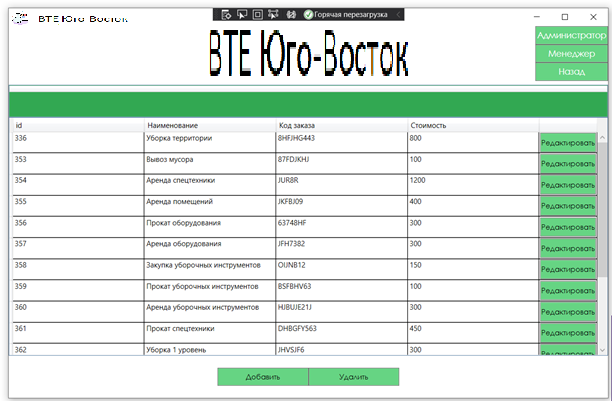 ВТЕ Юго-Восток
Горячая перезагрузка
ВТЕ Юго-Восток
Администратор
Менеджер
Назад
id Наименование Код заказа Стоимость
336 Уборка территории 8HFJHG443 800 Редактировать
353 Вывоз мусора 87FDJKHJ 100 Редактировать
354 Аренда спецтехники JUR8R 1200 Редактировать
355 Аренда помещений JKFBJ09 400 Редактировать
356 Прокат оборудования 63748HF 300 Редактировать
357 Аренда оборудования JFH7382 300 Редактировать
358 Закупка уборочных инструментов OIJNB12 150 Редактировать
359 Прокат уборочных инструментов BSFBHV63 100 Редактировать
360 Аренда уборочных инструментов HJBUJE21J 300 Редактировать
361 Прокат спецтехники DHBGFY563 450 Редактировать
362 Уборка 1 уровень JHVSJF6 300 Редактировать
Добавить Удалить